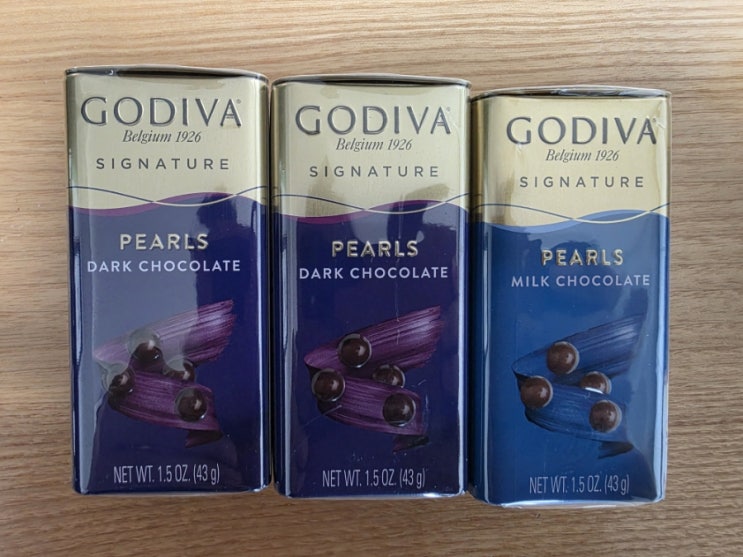 GODIVA
Belgium 1926
SIGNATURE
PEARLS
DARK CHOCOLATE
NET WT. 1.5 OZ. (43 g)
GODIVA
Belgium 1926
SIGNATURE
PEARLS
DARK CHOCOLATE
NET WT. 1.5 OZ. (43 g)
GODIVA
Belgium 1926
SIGNATURE
PEARLS
MILK CHOCOLATE
NET WT. 1.5 OZ. (43 g)